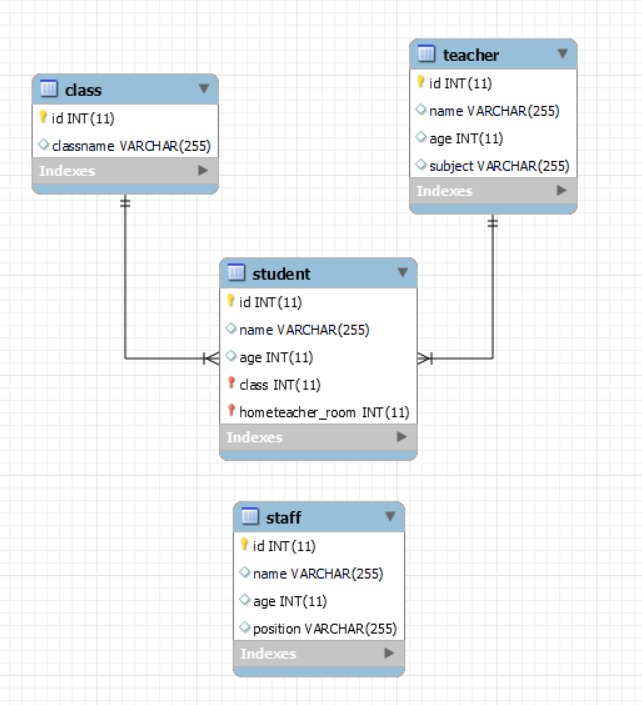 class
id INT(11)
classname VARCHAR(255)
Indexes
teacher
id INT(11)
name VARCHAR(255)
age INT(11)
subject VARCHAR(255)
Indexes
student
id INT(11)
name VARCHAR(255)
age INT(11)
class INT(11)
hometeacher_room INT(11)
Indexes
staff
id INT(11)
name VARCHAR(255)
age INT(11)
position VARCHAR(255)
Indexes